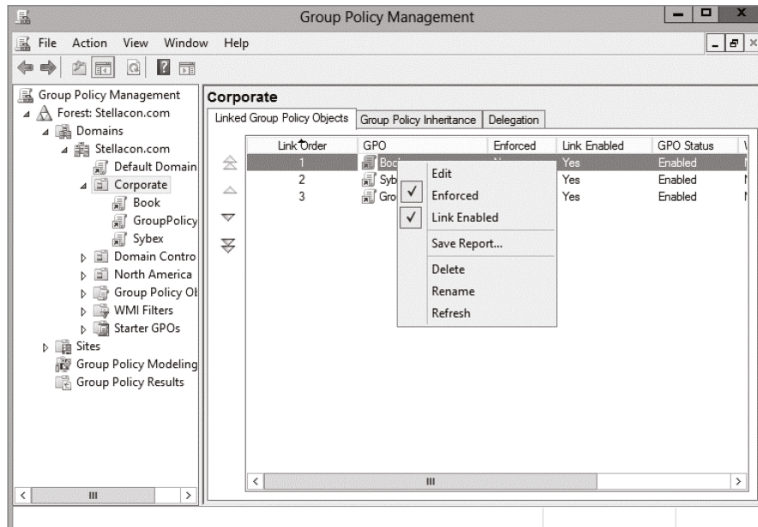 Group Policy Management
File Action View Window Help
Group Policy Management
Forest: Stellacon.com
Domains
Stellacon.com
Default Domain
Corporate
Book
GroupPolicy
Sybex
Domain Contro
North America
Group Policy Ob
WMI Filters
Starter GPOs
Sites
Group Policy Modeling
Group Policy Results
Corporate
Linked Group Policy Objects Group Policy Inheritance Delegation
Link Order GPO Enforced Link Enabled GPO Status
1 Yes Enabled
2 Syb Yes Enabled
3 Gro Yes Enabled
Edit
Enforced
Link Enabled
Save Report...
Delete
Rename
Refresh